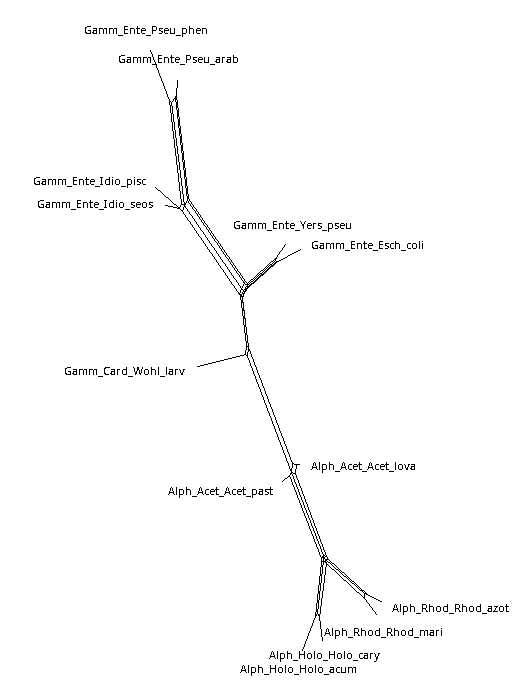 Gamm_Ente_Pseu_phen
Gamm_Ente_Pseu_arab
Gamm_Ente_Idio_pisc
Gamm_Ente_Idio_seos
Gamm_Ente_Yers_pseu
Gamm_Ente_Esch_coli
Gamm_Card_Wohl_larv
Alph_Acet_Acet_lova
Alph_Acet_Acet_past
Alph_Rhod_Rhod_azot
Alph_Rhod_Rhod_mari
Alph_Holo_Holo_cary
Alph_Holo_Holo_acum